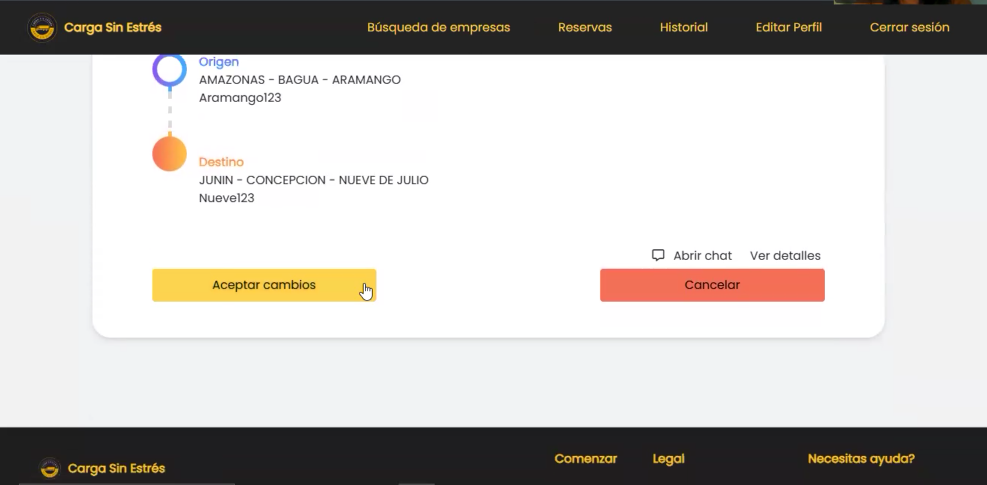 Carga Sin Estrés
Búsqueda de empresas
Reservas
Historial
Editar Perfil
Cerrar sesión
Origen
AMAZONAS - BAGUA - ARAMANGO
Aramango123
Destino
JUNIN - CONCEPCION - NUEVE DE JULIO
Nueve123
Abrir chat
Ver detalles
Aceptar cambios
Cancelar
Carga Sin Estrés
Comenzar
Legal
Necesitas ayuda?